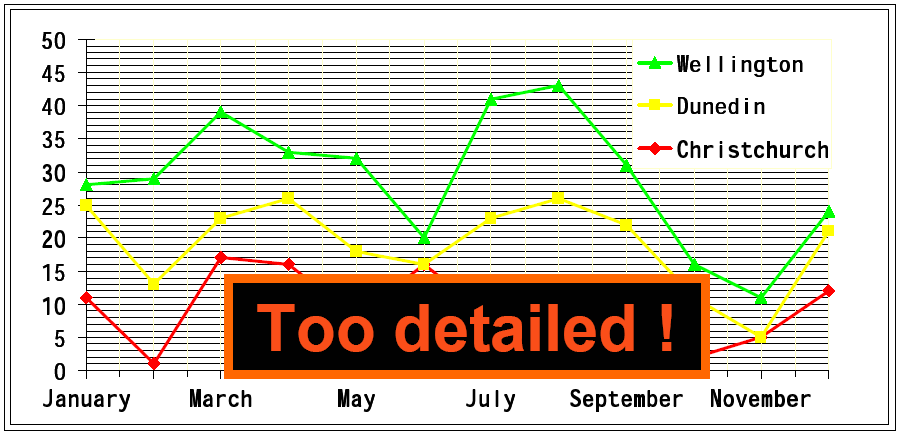 50
45
40
35
30
25
20
15
10
5
0
Wellington
Dunedin
Christchurch
Too detailed !
January March May July September November